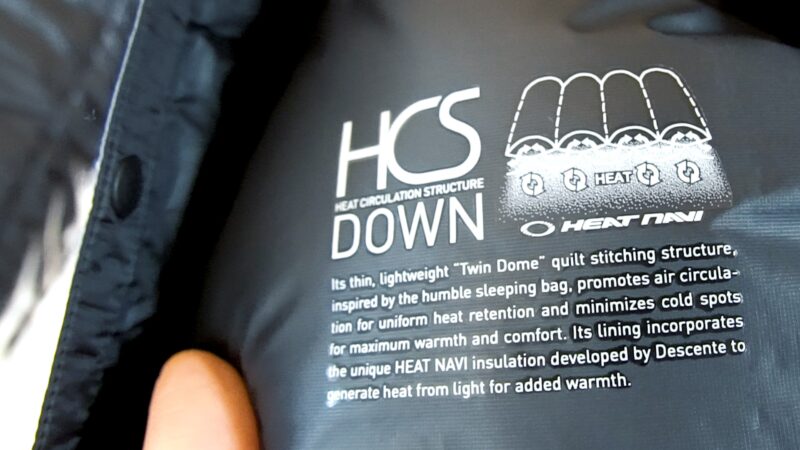 HCS
HEAT CIRCULATION STRUCTURE
DOWN
HEAT
HEAT NAVI
Its thin, lightweight "Twin Dome" quilt stitching structure,
inspired by the humble sleeping bag, promotes air circula-
tion for uniform heat retention and minimizes cold spots
for maximum warmth and comfort. Its lining incorporates
the unique HEAT NAVI insulation developed by Descente to
generate heat from light for added warmth.